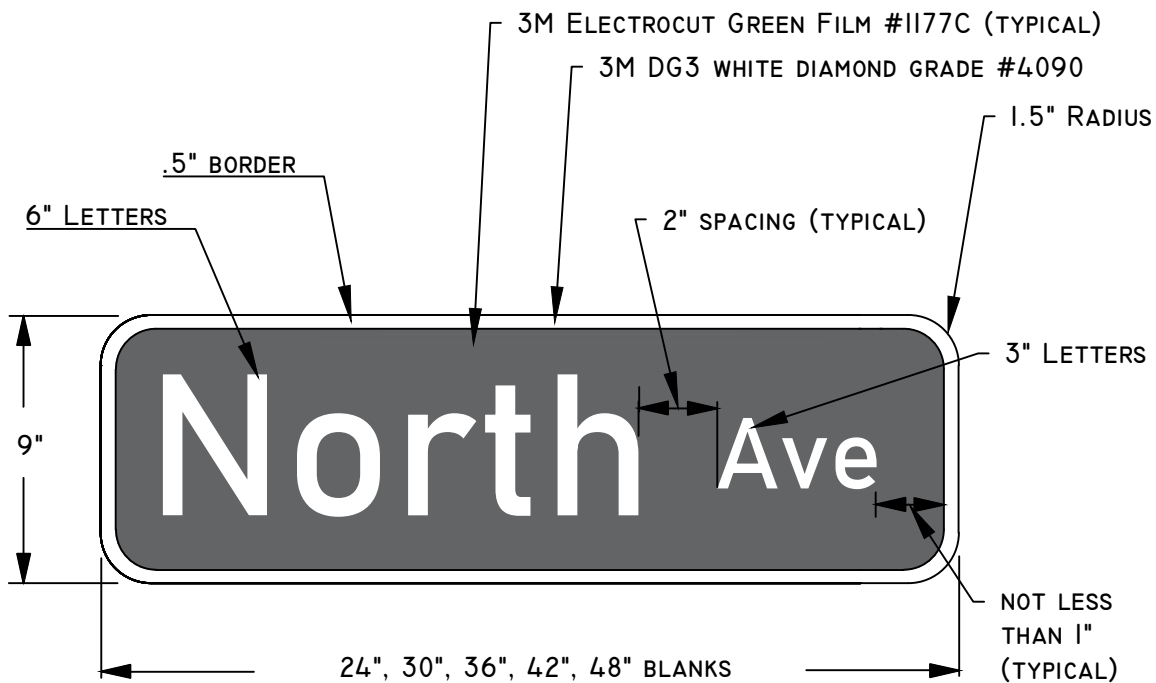 3M Electrocut Green Film #1177C (typical)
3M DG3 white diamond grade #4090
1.5" Radius
.5" border
6" Letters
2" spacing (typical)
3" Letters
9"
North Ave
not less
than 1"
(typical)
24", 30", 36", 42", 48" blanks